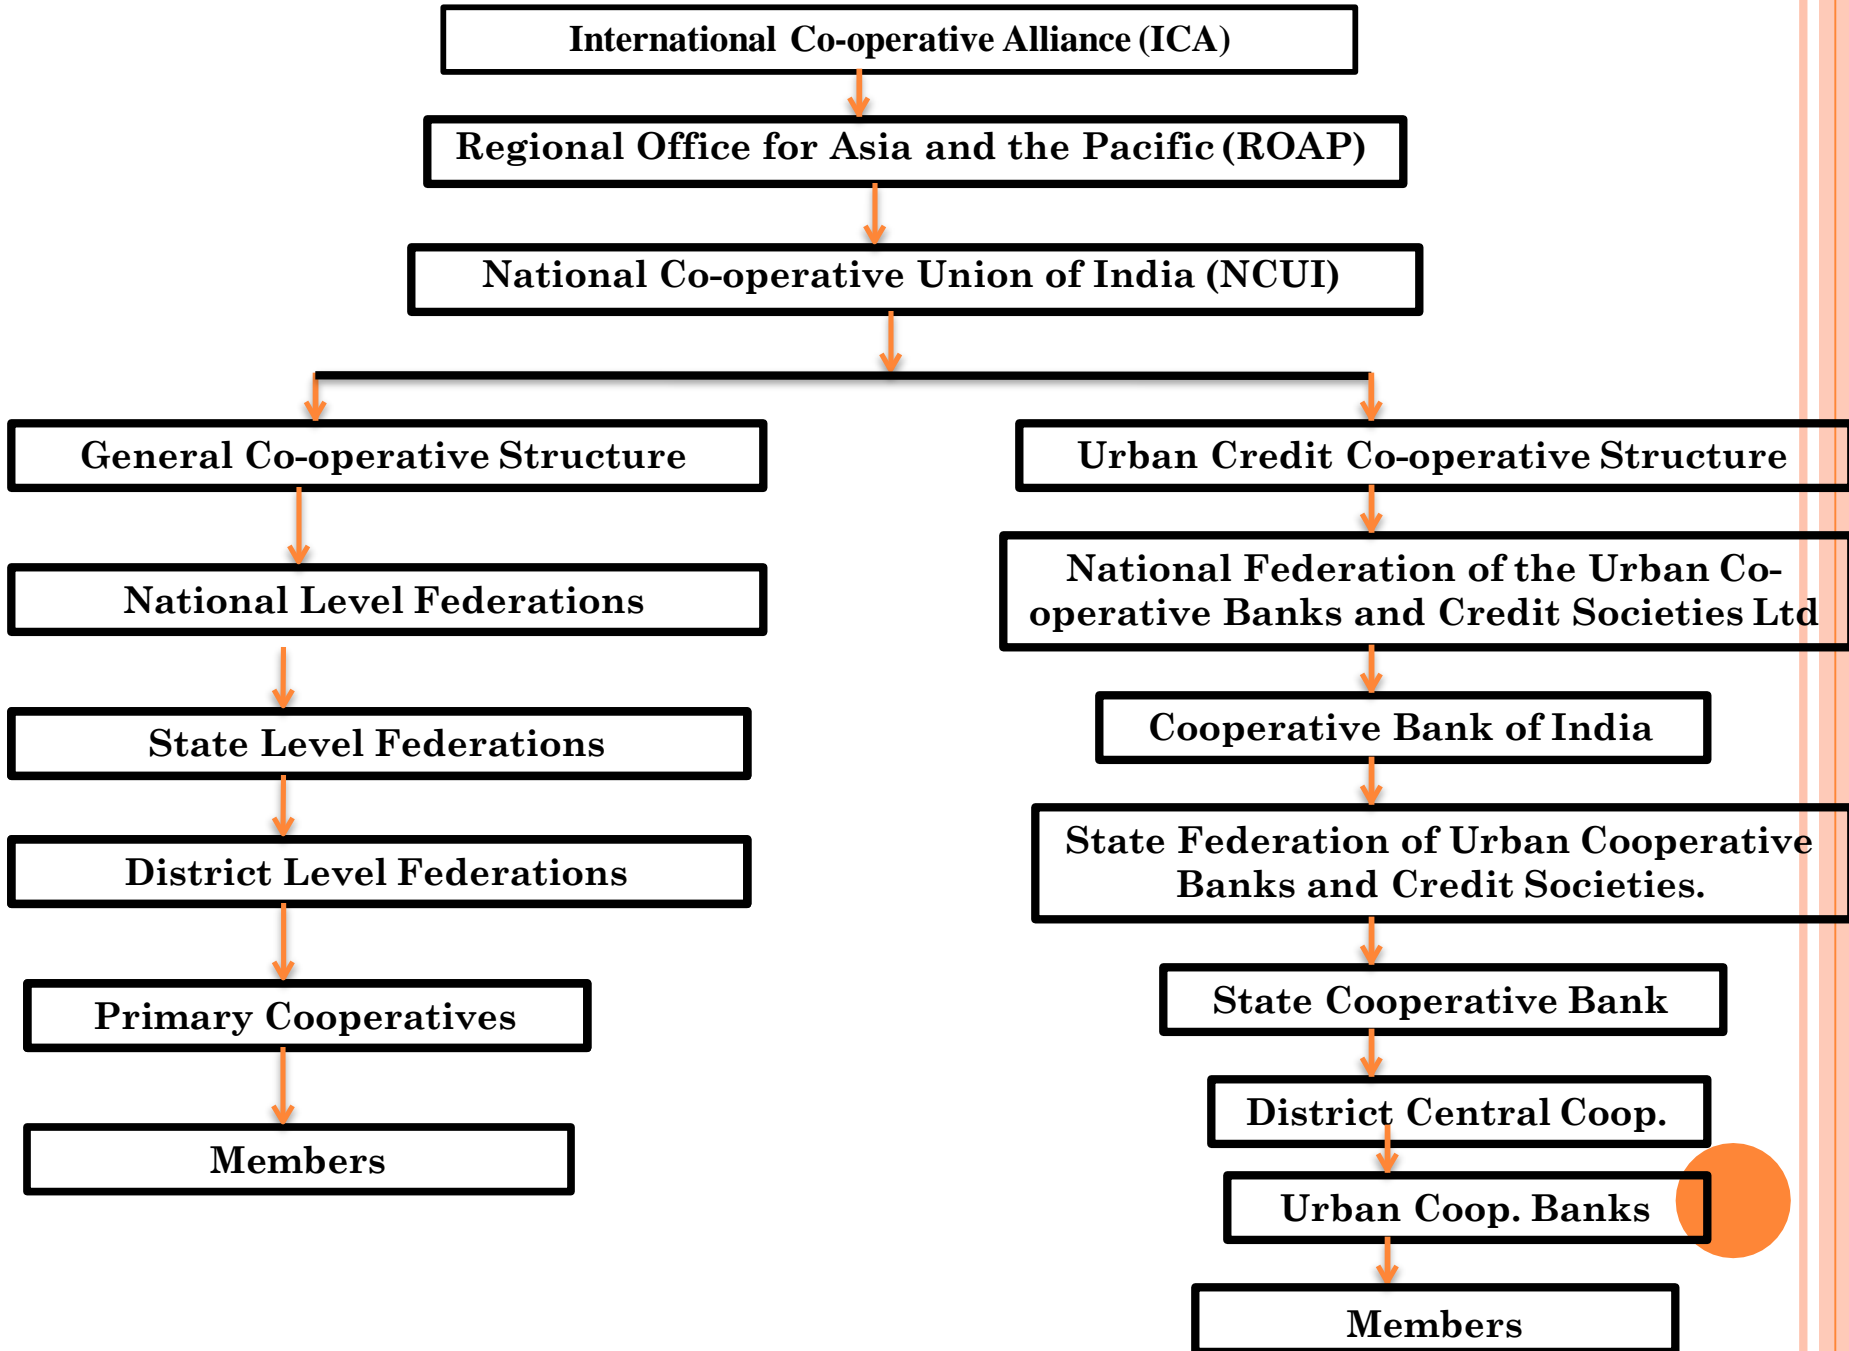 International Co-operative Alliance (ICA)
Regional Office for Asia and the Pacific (ROAP)
National Co-operative Union of India (NCUI)
General Co-operative Structure
National Level Federations
State Level Federations
District Level Federations
Primary Cooperatives
Members
Urban Credit Co-operative Structure
National Federation of the Urban Co-
operative Banks and Credit Societies Ltd
Cooperative Bank of India
State Federation of Urban Cooperative
Banks and Credit Societies.
State Cooperative Bank
District Central Coop.
Urban Coop. Banks
Members